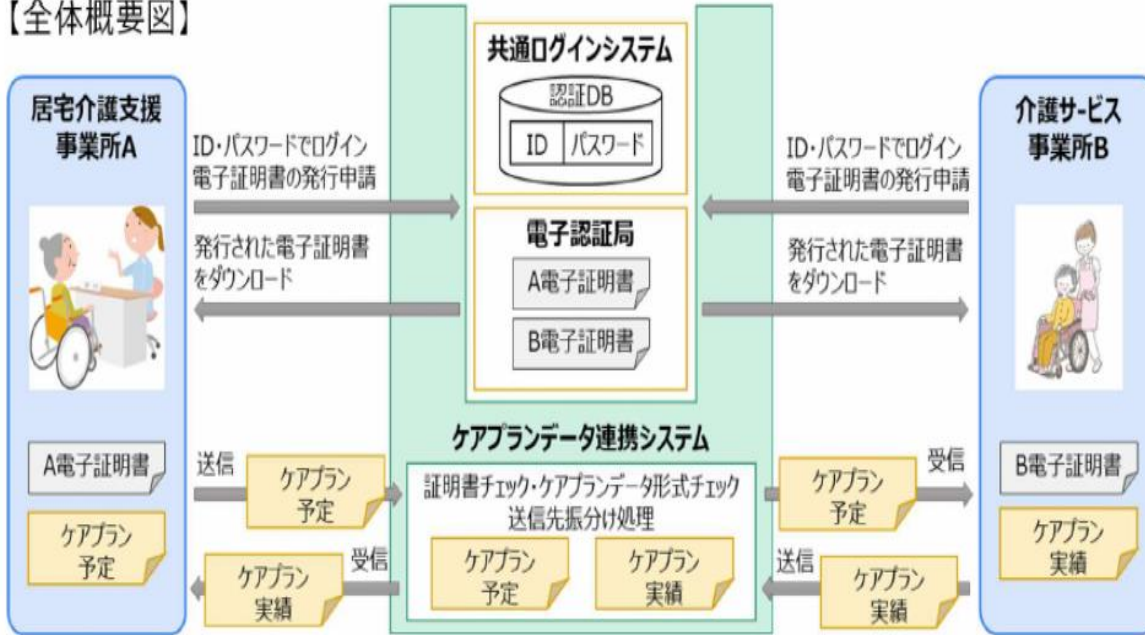 【全体概要図】
居宅介護支援
事業所A
ID・パスワードでログイン
電子証明書の発行申請
発行された電子証明書
をダウンロード
A電子証明書
ケアプラン
予定
送信
ケアプラン
予定
受信
ケアプラン
実績
共通ログインシステム
認証DB
ID
パスワード
電子認証局
A電子証明書
B電子証明書
ケアプランデータ連携システム
証明書チェック・ケアプランデータ形式チェック
送信先振分け処理
ケアプラン
予定
ケアプラン
実績
ID・パスワードでログイン
電子証明書の発行申請
発行された電子証明書
をダウンロード
ケアプラン
予定
受信
送信
ケアプラン
実績
介護サービス
事業所B
B電子証明書
ケアプラン
実績